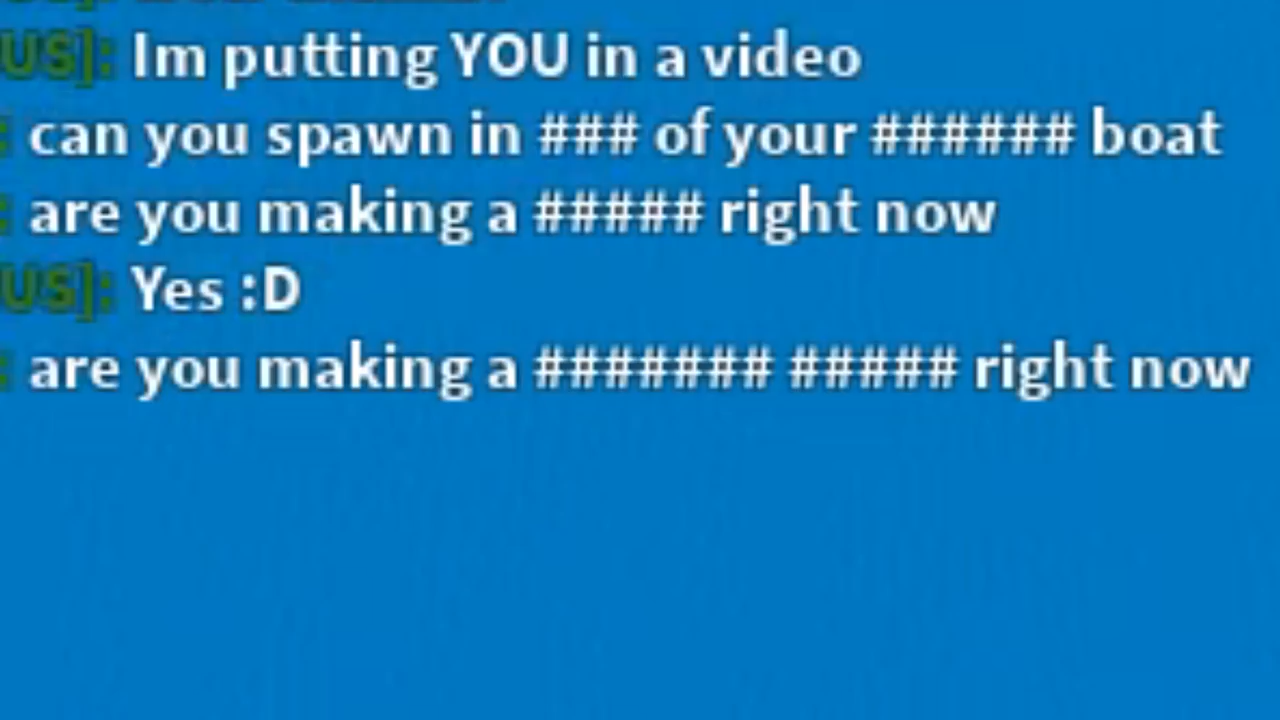 US]: Im putting YOU in a video
: can you spawn in ### of your ###### boat
: are you making a ##### right now
US]: Yes :D
: are you making a ####### ##### right now